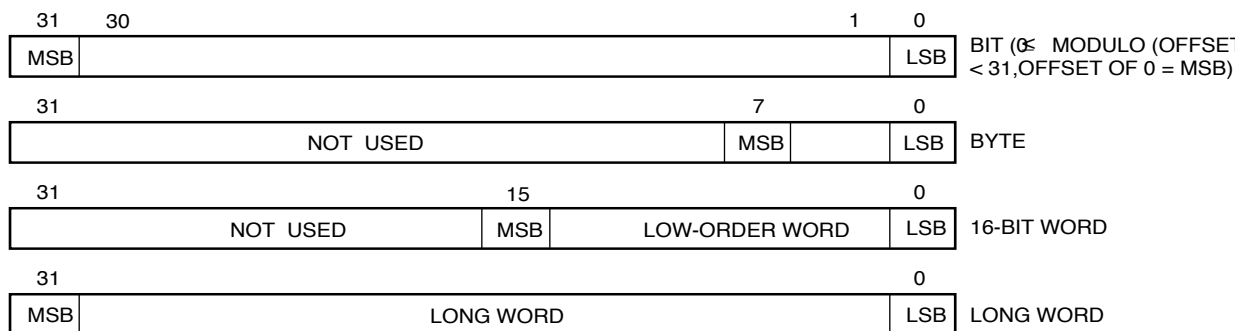 31 30 1 0
MSB LSB BIT (0≤ MODULO (OFFSET
< 31,OFFSET OF 0 = MSB)
31 7 0
NOT USED MSB LSB BYTE
31 15 0
NOT USED MSB LOW-ORDER WORD LSB 16-BIT WORD
31 0
MSB LONG WORD LSB LONG WORD